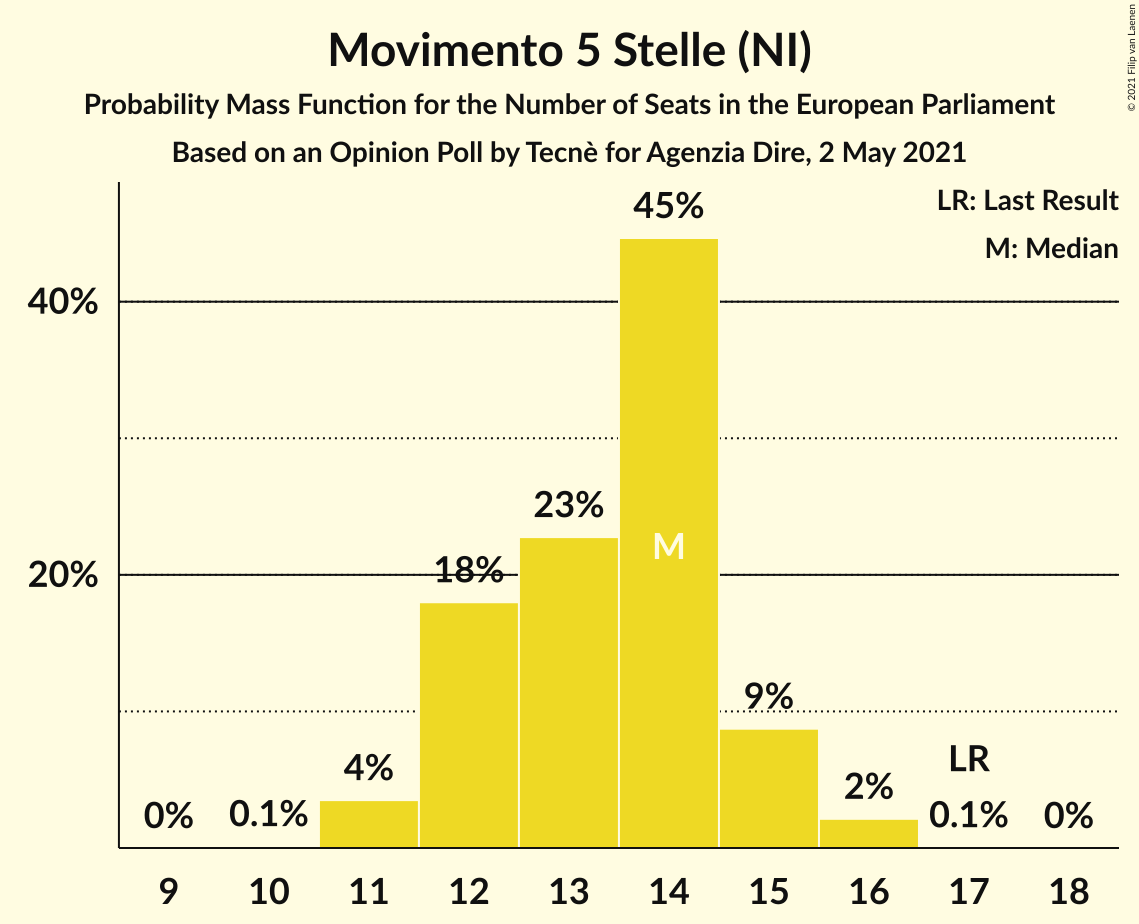 Movimento 5 Stelle (NI)
Probability Mass Function for the Number of Seats in the European Parliament
Based on an Opinion Poll by Tecnè for Agenzia Dire, 2 May 2021
© 2021 Filip van Laenen
LR: Last Result
M: Median
40%
20%
0%
0.1%
4%
18%
23%
45%
M
9%
2%
LR
0.1%
0%
9 10 11 12 13 14 15 16 17 18